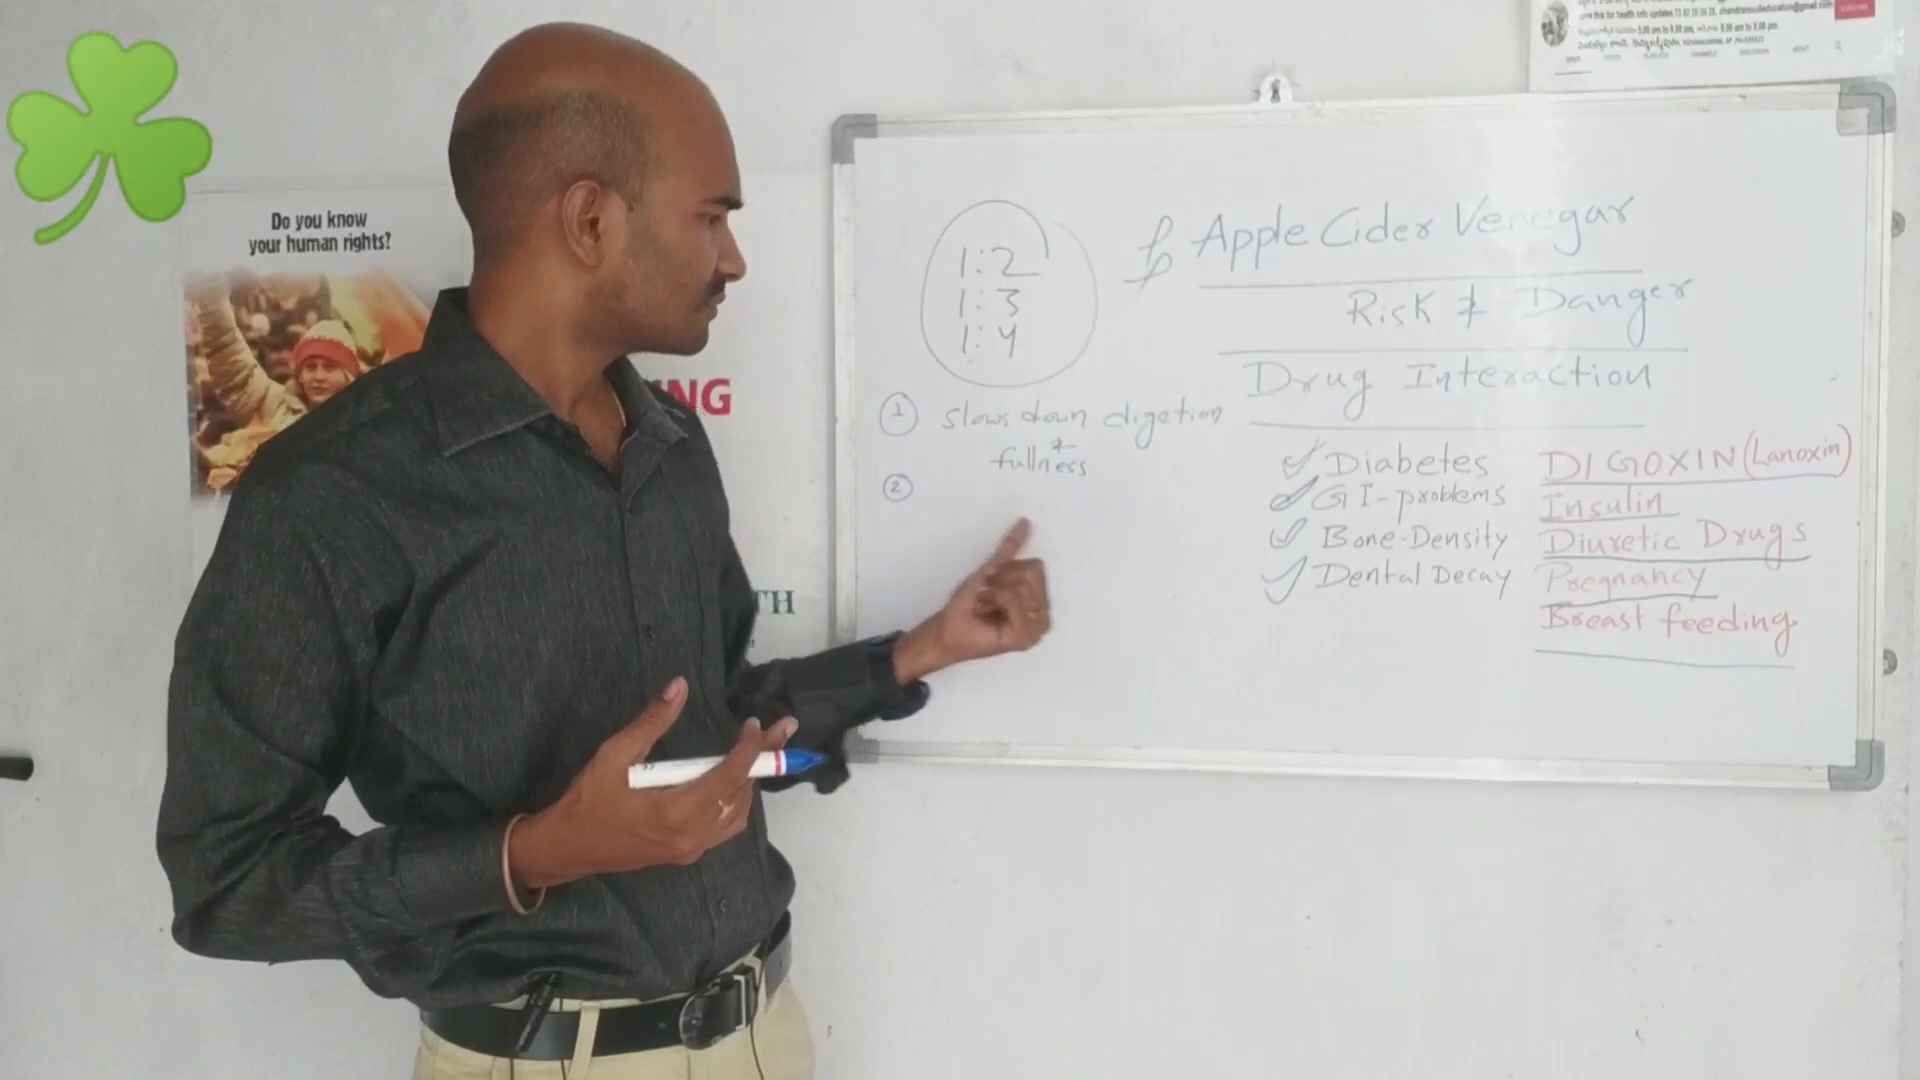 Do you know
your human rights?
NG
TH
1:2
1:3
1:4
Apple Cider Venegar
Risk & Danger
Drug Interaction
1 slows down digetion
&
fullness
2
Diabetes
GI-problems
Bone-Density
Dental Decay
DIGOXIN (Lanoxin)
Insulin
Diuretic Drugs
Pregnancy
Breast feeding